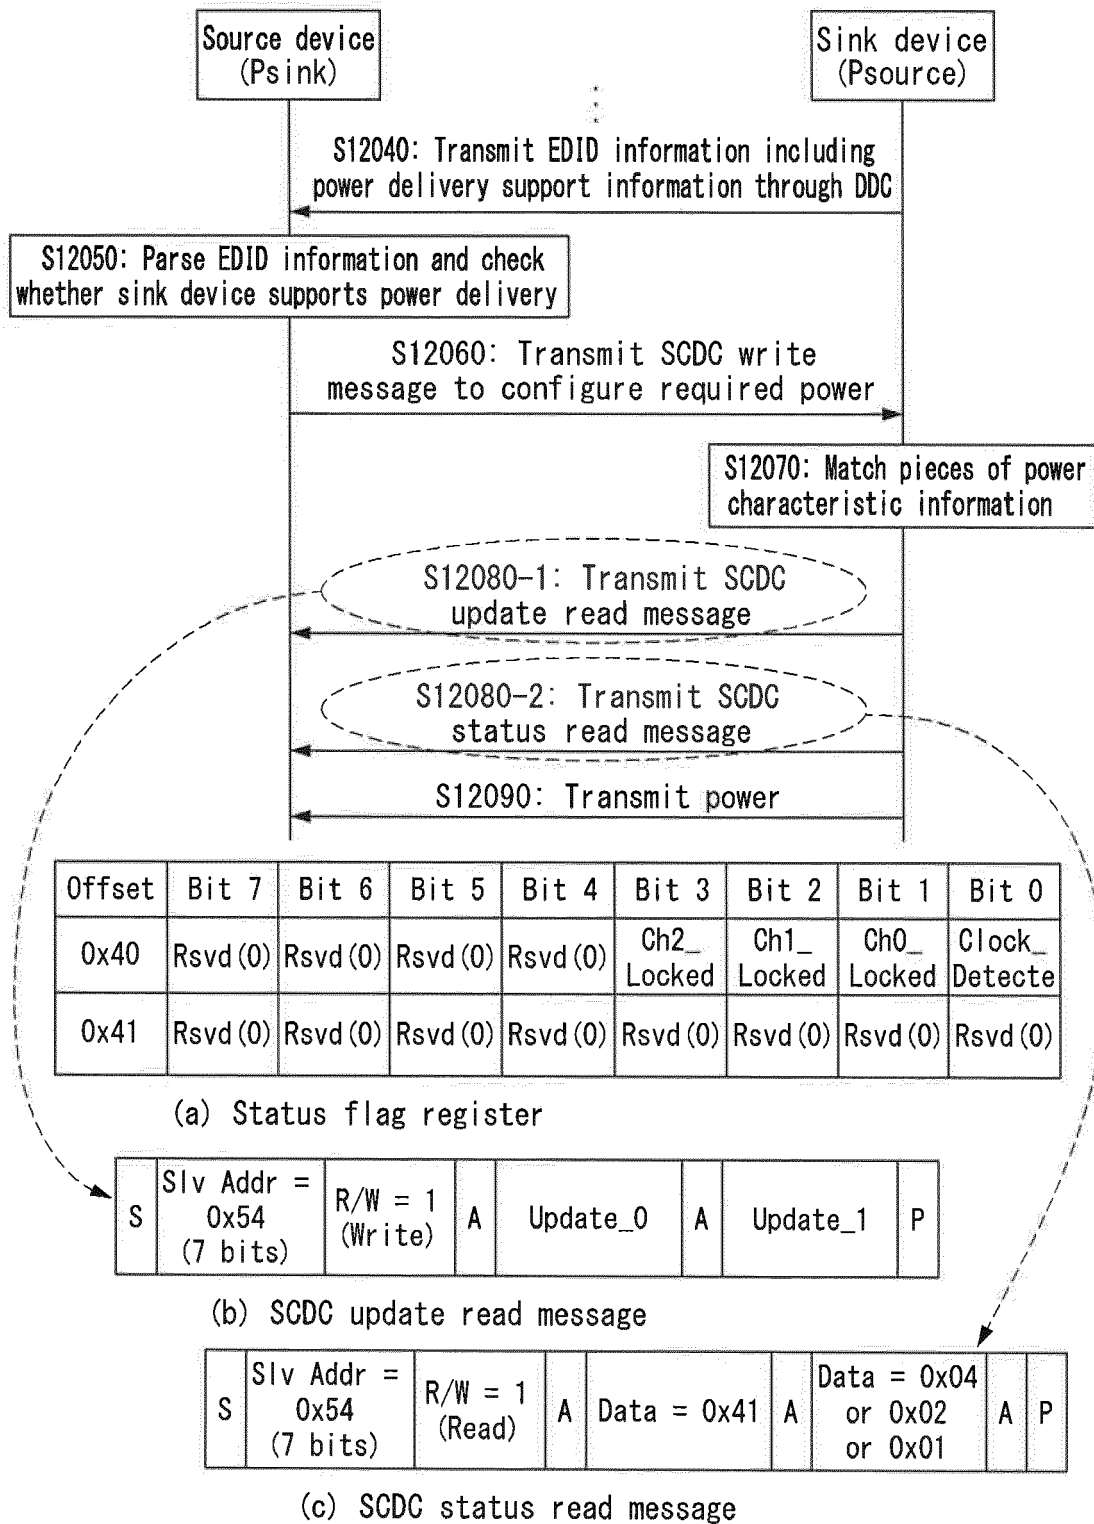 Source device
(Psink)
Sink device
(Psource)
S12040: Transmit EDID information including
power delivery support information through DDC
S12050: Parse EDID information and check
whether sink device supports power delivery
S12060: Transmit SCDC write
message to configure required power
S12070: Match pieces of power
characteristic information
S12080-1: Transmit SCDC
update read message
S12080-2: Transmit SCDC
status read message
S12090: Transmit power
Offset Bit 7 Bit 6 Bit 5 Bit 4 Bit 3 Bit 2 Bit 1 Bit 0
0x40 Rsvd(0) Rsvd(0) Rsvd(0) Rsvd(0) Ch2_ Locked Ch1_ Locked Ch0_ Locked Clock_ Detecte
0x41 Rsvd(0) Rsvd(0) Rsvd(0) Rsvd(0) Rsvd(0) Rsvd(0) Rsvd(0) Rsvd(0)
(a) Status flag register
S Slv Addr = 0x54 (7 bits) R/W = 1 (Write) A Update_0 A Update_1 P
(b) SCDC update read message
S Slv Addr = 0x54 (7 bits) R/W = 1 (Read) A Data = 0x41 A Data = 0x04 or 0x02 or 0x01 A P
(c) SCDC status read message